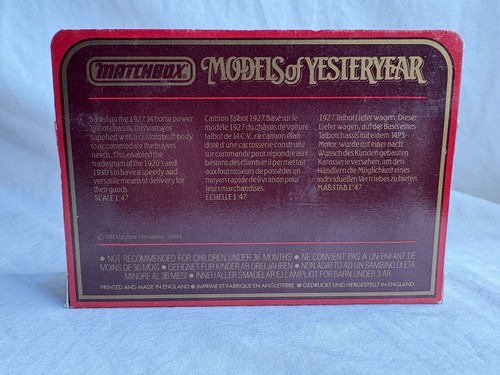 MATCHBOX
MODELS of YESTERYEAR
based on the 1927, 14 horse power
Talbot chassis, this van was
supplied with a custom built body,
to accommodate the buyers
needs. This enabled the
tradesmen of the 1920's and
1930's to have a speedy and
versatile means of delivery for
their goods.
SCALE 1:47
Camion Talbot 1927. Basé sur le
modèle 1927 du châssis de voiture
talbot de 14 C.V., ce camion était
doté d'une carrosserie construite
sur commande pour répondre aux
besoins des clients. Il permettait
aux fournisseurs de posséder un
moyen rapide de livraison pour
leurs marchandises.
ECHELLE 1:47
1927. Talbot Liefer wagen. Dieser
Liefer wagen, auf der Basis eines
Talbotchassis mit einem 14PS-
Motor, würde mit einer nach
Wunsch des Kunden gebauten
Karosserie versehen, um den
Händlern die Möglichkeit eines
individuellen Vertriebes zu bieten.
MAßSTAB 1:47
© 1984 Matchbox International Limited
● NOT RECOMMENDED FOR CHILDREN UNDER 36 MONTHS ● NE CONVIENT PAS A UN ENFANT DE
MOINS DE 36 MOIS ● GEEIGNET FUR KINDER AB DREI JAHREN ● NON ADATTO AD UN BAMBINO DI ETA
MINORE AL 36 MESI ● INNEHALLER SMADELAR EJ LAMPLIGT FOR BARN UNDER 3 AR
PRINTED AND MADE IN ENGLAND ● IMPRIME ET FABRIQUE EN ANGLETERRE ● GEDRUCKT UND HERGESTELLT IN ENGLAND